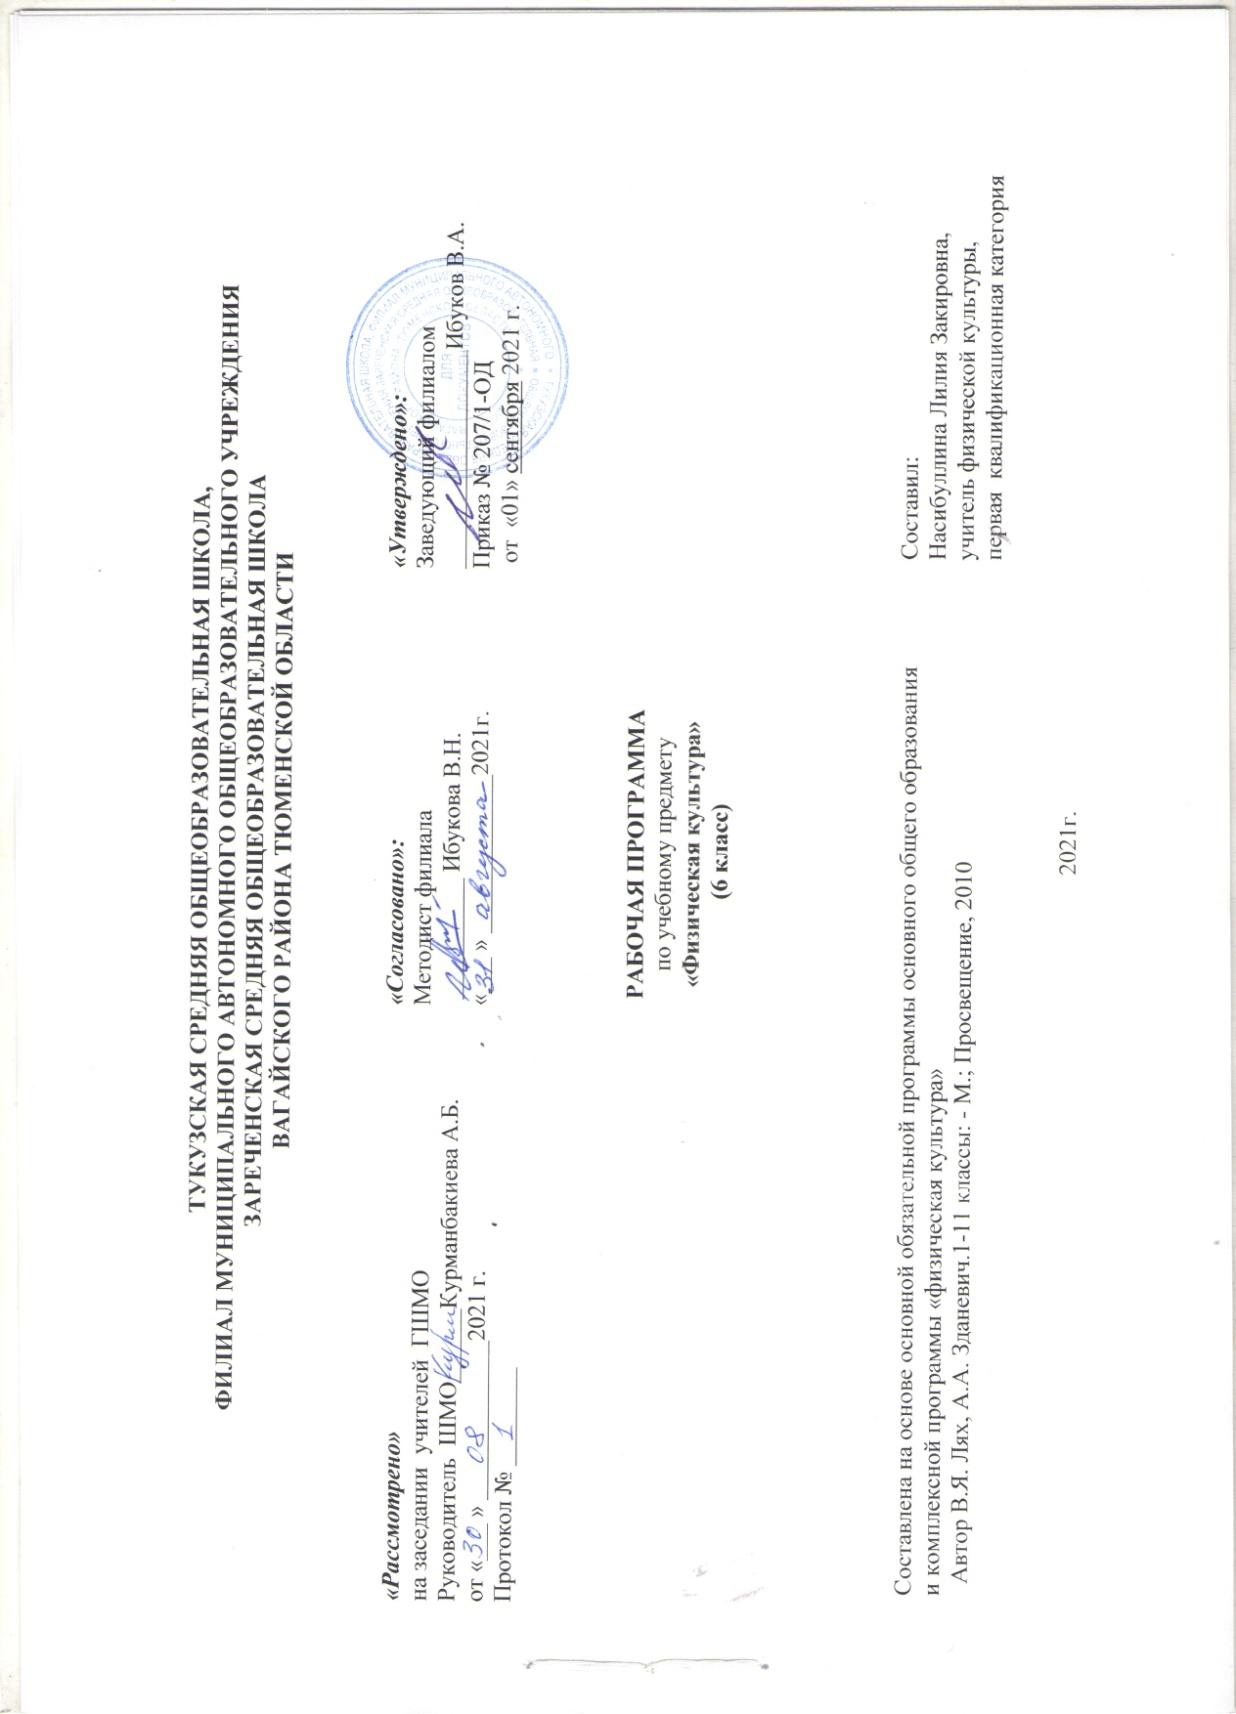 ТУКУЗСКАЯ СРЕДНЯЯ ОБЩЕОБРАЗОВАТЕЛЬНАЯ ШКОЛА,
ФИЛИАЛ МУНИЦИПАЛЬНОГО АВТОНОМНОГО ОБЩЕОБРАЗОВАТЕЛЬНОГО УЧРЕЖДЕНИЯ
ЗАРЕЧЕНСКАЯ СРЕДНЯЯ ОБЩЕОБРАЗОВАТЕЛЬНАЯ ШКОЛА
ВАГАЙСКОГО РАЙОНА ТЮМЕНСКОЙ ОБЛАСТИ
«Рассмотрено»
на заседании учителей ГШМО
Руководитель ШМО Курманбакиева А.Б.
от «30» 08 2021 г.
Протокол № 1
«Согласовано»:
Методист филиала
Ибукова В.Н.
«31» августа 2021г.
«Утверждено»:
Заведующий филиалом
Ибуков В.А.
Приказ № 207/1-ОД
от «01» сентября 2021 г.
ДЛЯ
ДОКУМЕНТОВ
РАБОЧАЯ ПРОГРАММА
по учебному предмету
«Физическая культура»
(6 класс)
Составлена на основе основной обязательной программы основного общего образования
и комплексной программы «физическая культура»
Автор В.Я. Лях, А.А. Зданевич.1-11 классы: - М.; Просвещение, 2010
Составил:
Насибуллина Лилия Закировна,
учитель физической культуры,
первая квалификационная категория
2021г.